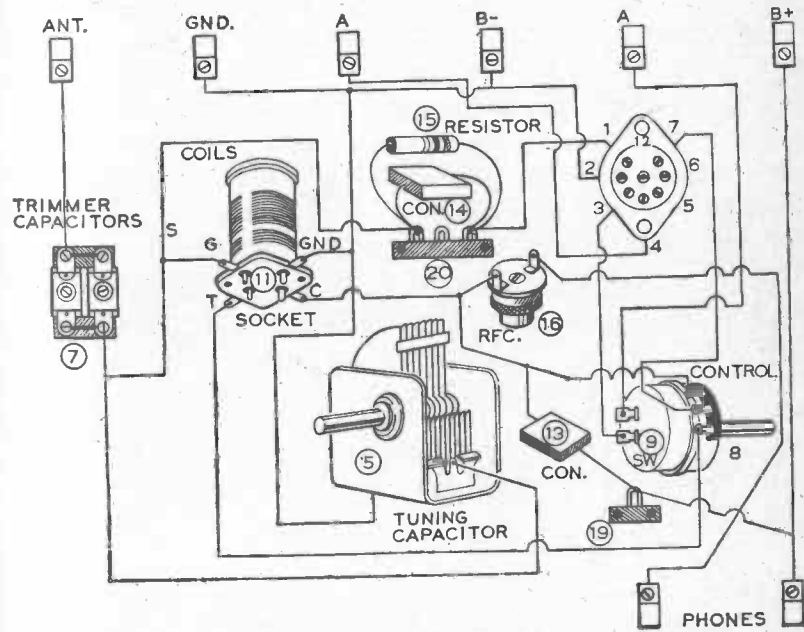 ANT.
GND.
A
B-
A
B+
15 RESISTOR
1
12
7
COILS
2
6
CON. 14
TRIMMER
CAPACITORS
S
3
5
G
GND
4
20
11
T
C
SOCKET
RFC.
16
7
CONTROL
13
9
SW
8
5
CON.
TUNING
CAPACITOR
19
PHONES